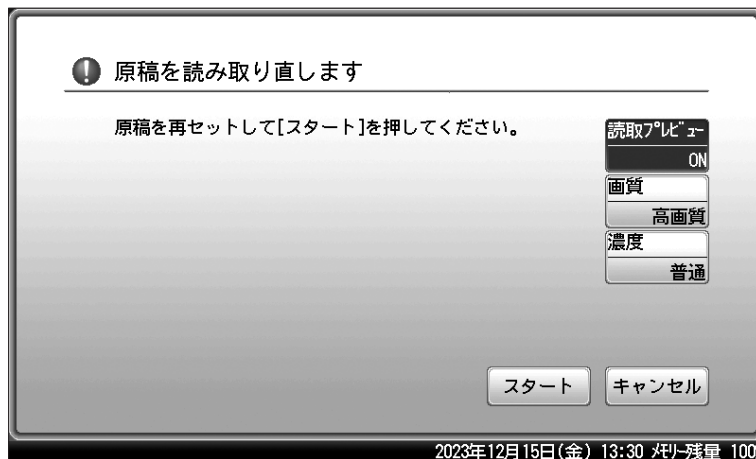 原稿を読み取り直します
原稿を再セットして[スタート]を押してください。
読取ﾌﾟﾚﾋﾞｭｰ
ON
画質
高画質
濃度
普通
スタート
キャンセル
2023年12月15日(金) 13:30 ﾒﾓﾘｰ残量 100